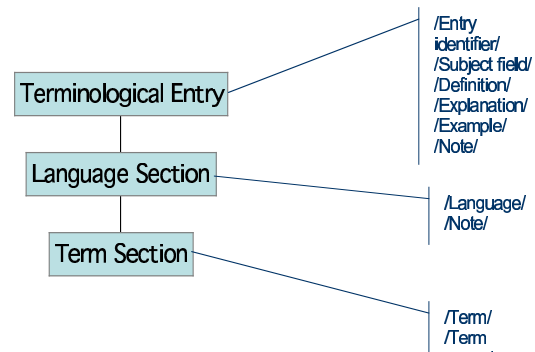 Terminological Entry
/Entry
identifier/
/Subject field/
/Definition/
/Explanation/
/Example/
/Note/
Language Section
/Language/
/Note/
Term Section
/Term/
/Term